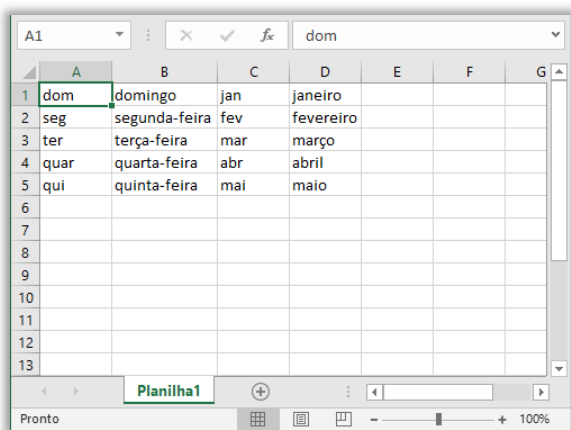 A1 fx dom
A B C D E F G
1 dom domingo jan janeiro
2 seg segunda-feira fev fevereiro
3 ter terça-feira mar março
4 quar quarta-feira abr abril
5 qui quinta-feira mai maio
6
7
8
9
10
11
12
13
Planilha1
Pronto 100%